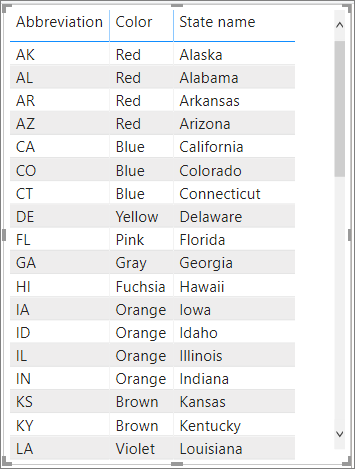 Abbreviation Color State name
AK Red Alaska
AL Red Alabama
AR Red Arkansas
AZ Red Arizona
CA Blue California
CO Blue Colorado
CT Blue Connecticut
DE Yellow Delaware
FL Pink Florida
GA Gray Georgia
HI Fuchsia Hawaii
IA Orange Iowa
ID Orange Idaho
IL Orange Illinois
IN Orange Indiana
KS Brown Kansas
KY Brown Kentucky
LA Violet Louisiana